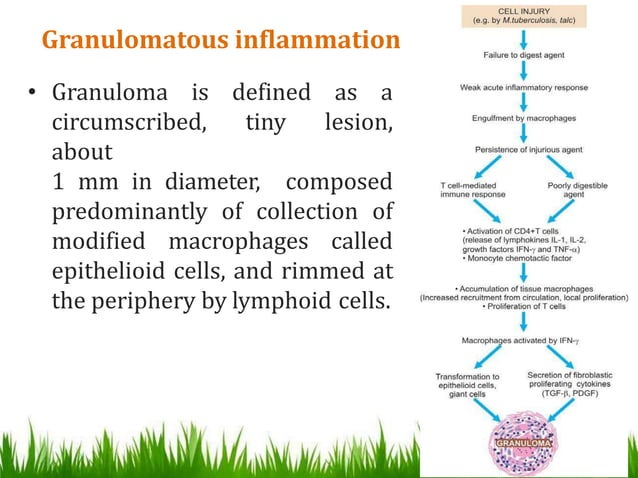 Granulomatous inflammation
• Granuloma is defined as a
circumscribed, tiny lesion,
about
1 mm in diameter, composed
predominantly of collection of
modified macrophages called
epithelioid cells, and rimmed at
the periphery by lymphoid cells.
CELL INJURY
(e.g. by M.tuberculosis, talc)
Failure to digest agent
Weak acute inflammatory response
Engulfment by macrophages
Persistence of injurious agent
T cell-mediated
immune response
Poorly digestible
agent
• Activation of CD4+T cells
(release of lymphokines IL-1, IL-2,
growth factors IFN-γ and TNF-α)
• Monocyte chemotactic factor
• Accumulation of tissue macrophages
(Increased recruitment from circulation, local proliferation)
• Proliferation of T cells
Macrophages activated by IFN-γ
Transformation to
epithelioid cells,
giant cells
Secretion of fibroblastic
proliferating cytokines
(TGF-β, PDGF)
GRANULOMA